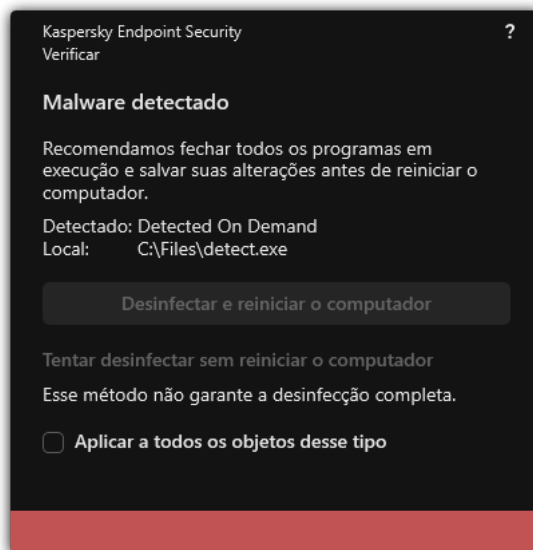 Kaspersky Endpoint Security ?
Verificar
Malware detectado
Recomendamos fechar todos os programas em
execução e salvar suas alterações antes de reiniciar o
computador.
Detectado: Detected On Demand
Local: C:\Files\detect.exe
Desinfectar e reiniciar o computador
Tentar desinfectar sem reiniciar o computador
Esse método não garante a desinfecção completa.
Aplicar a todos os objetos desse tipo